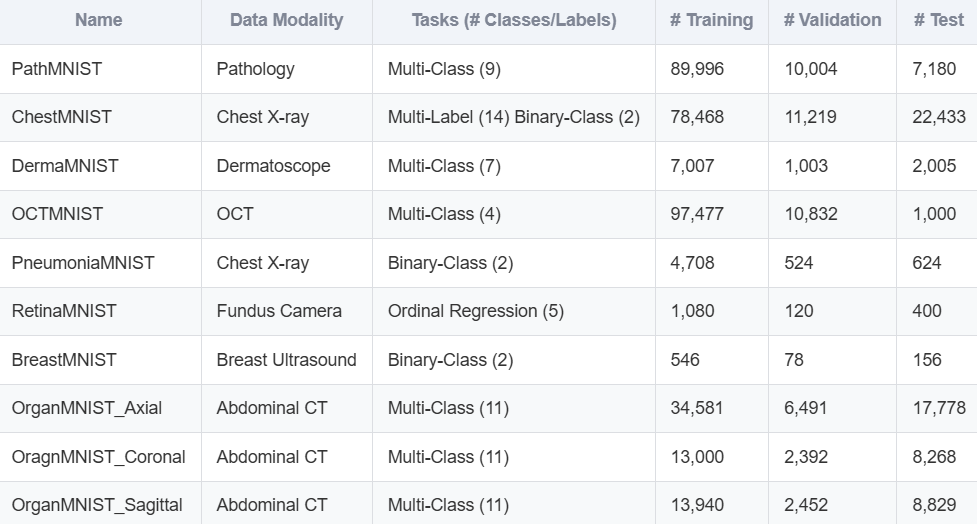 Name Data Modality Tasks (# Classes/Labels) # Training # Validation # Test
PathMNIST Pathology Multi-Class (9) 89,996 10,004 7,180
ChestMNIST Chest X-ray Multi-Label (14) Binary-Class (2) 78,468 11,219 22,433
DermaMNIST Dermatoscope Multi-Class (7) 7,007 1,003 2,005
OCTMNIST OCT Multi-Class (4) 97,477 10,832 1,000
PneumoniaMNIST Chest X-ray Binary-Class (2) 4,708 524 624
RetinaMNIST Fundus Camera Ordinal Regression (5) 1,080 120 400
BreastMNIST Breast Ultrasound Binary-Class (2) 546 78 156
OrganMNIST_Axial Abdominal CT Multi-Class (11) 34,581 6,491 17,778
OragnMNIST_Coronal Abdominal CT Multi-Class (11) 13,000 2,392 8,268
OrganMNIST_Sagittal Abdominal CT Multi-Class (11) 13,940 2,452 8,829